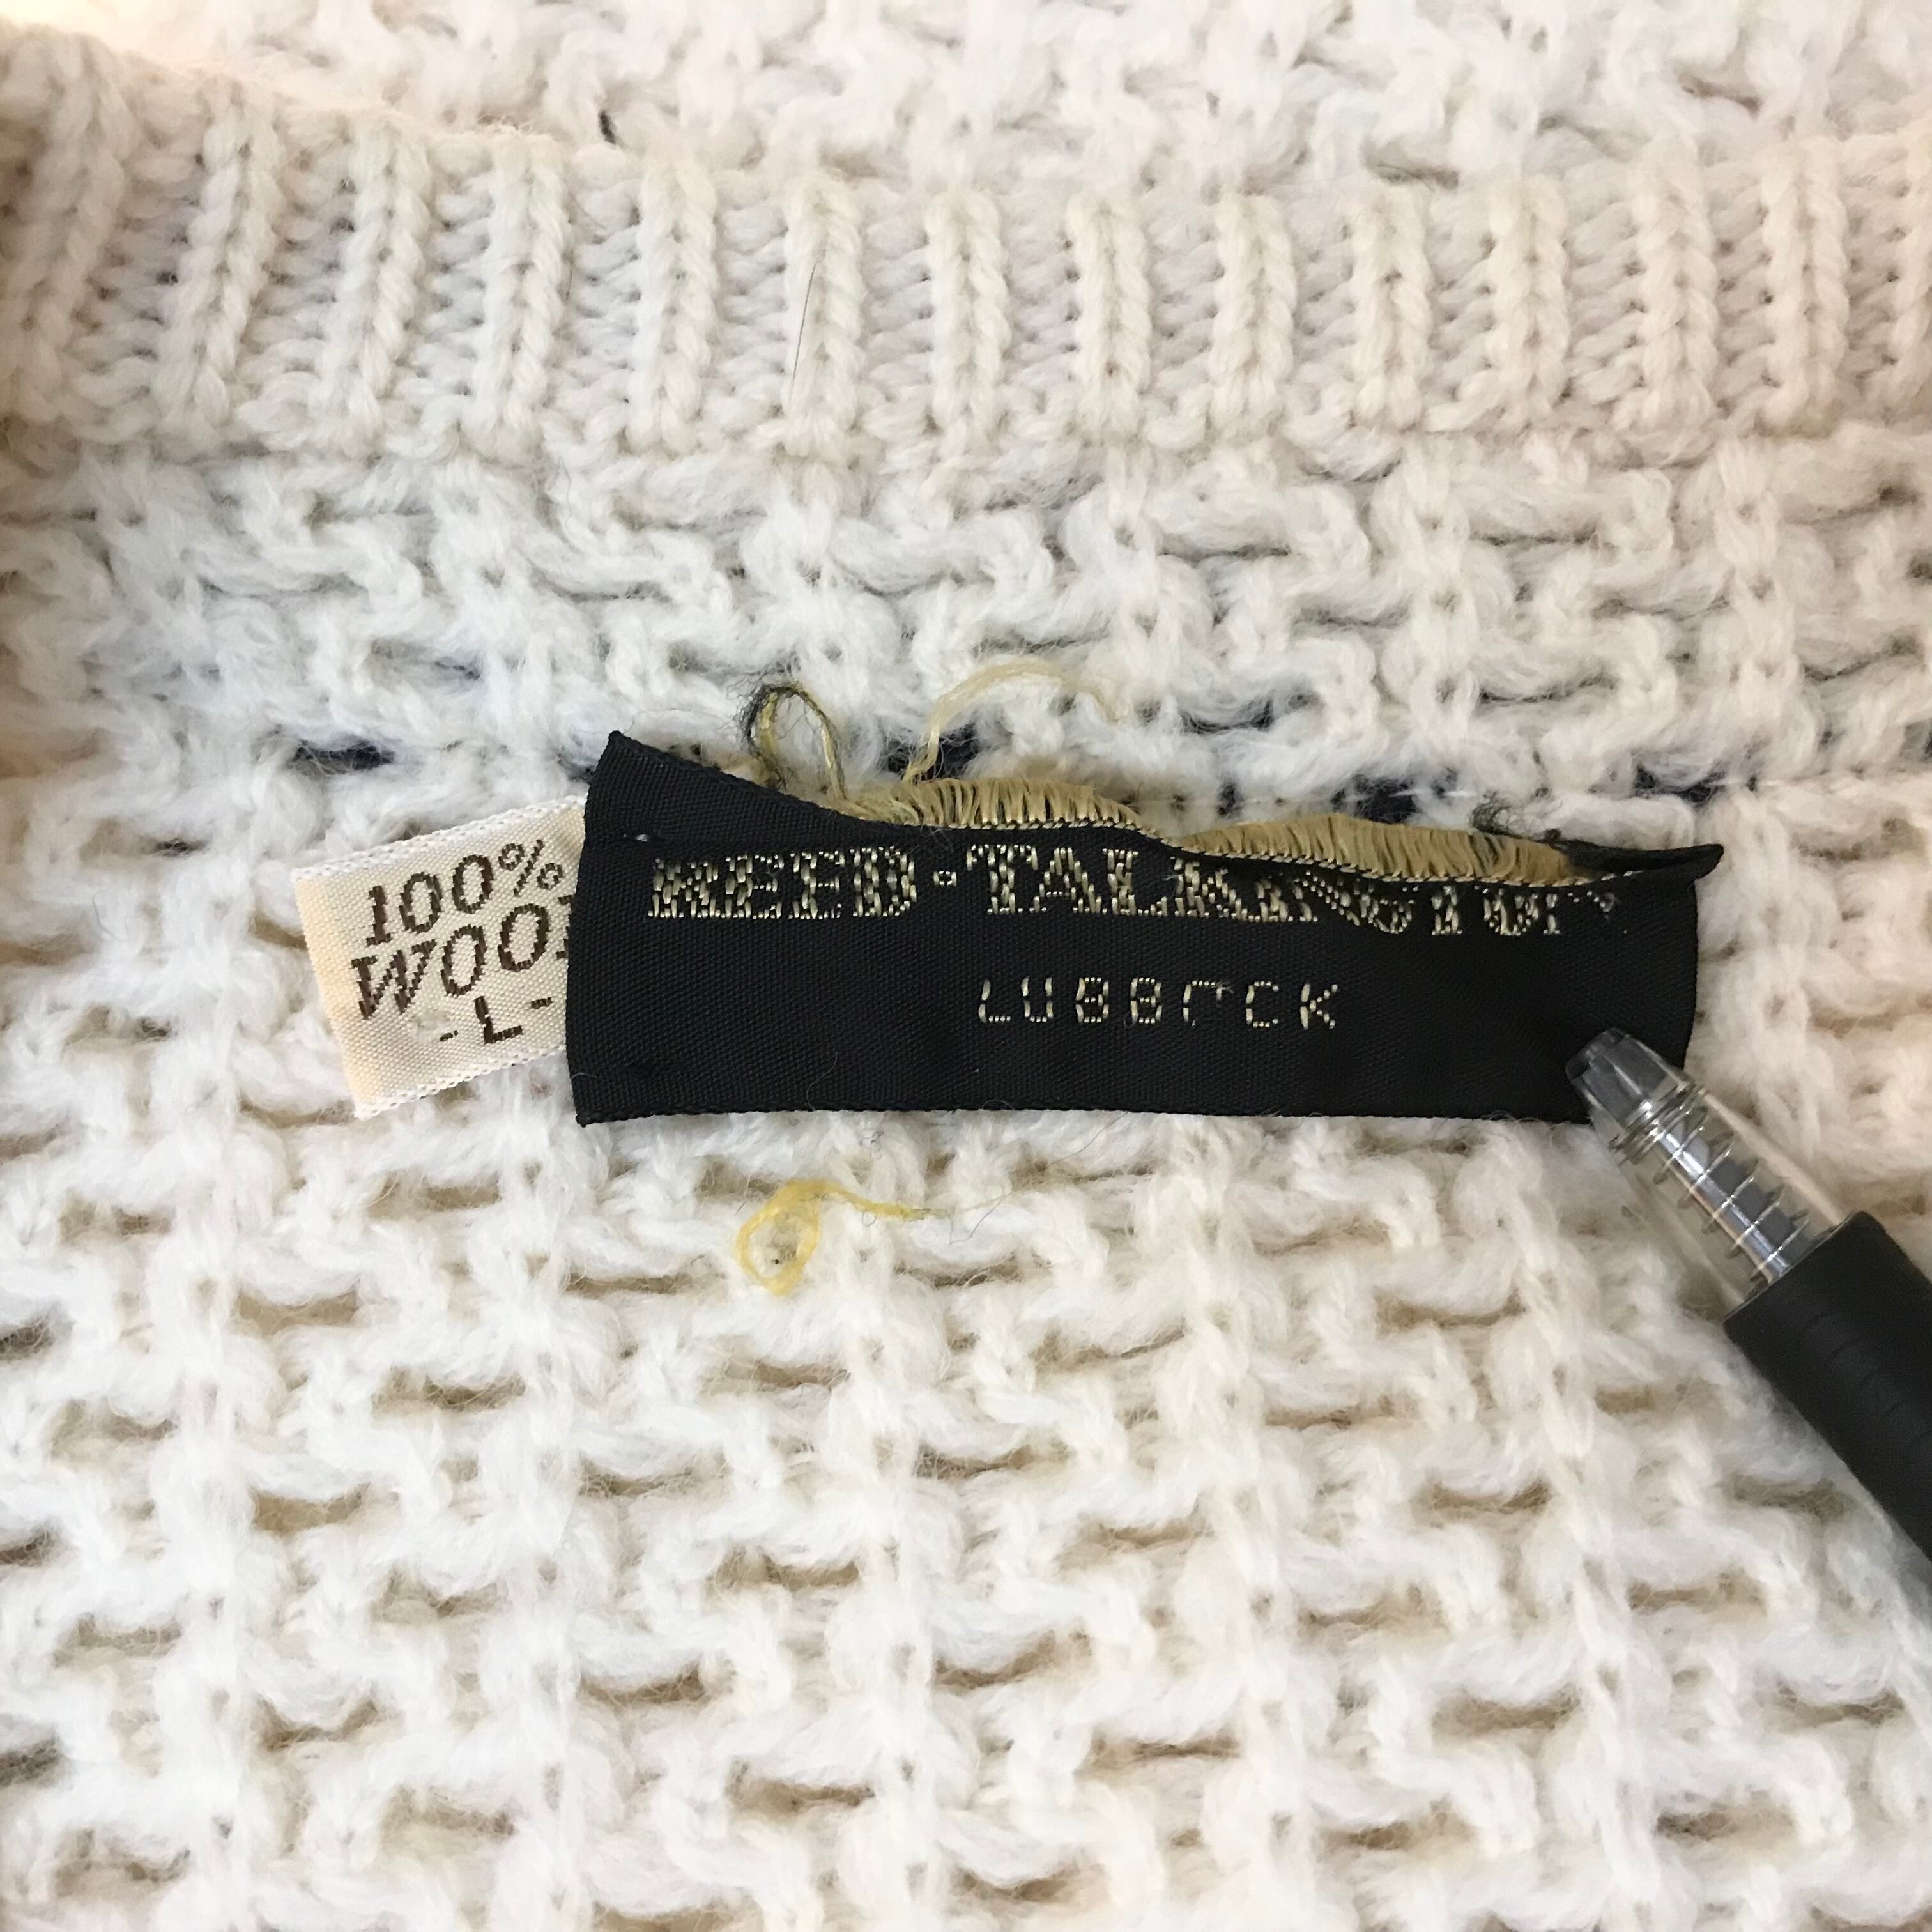 100%
WOOL
- L -
REED · TALKINGTON
LUBBOCK